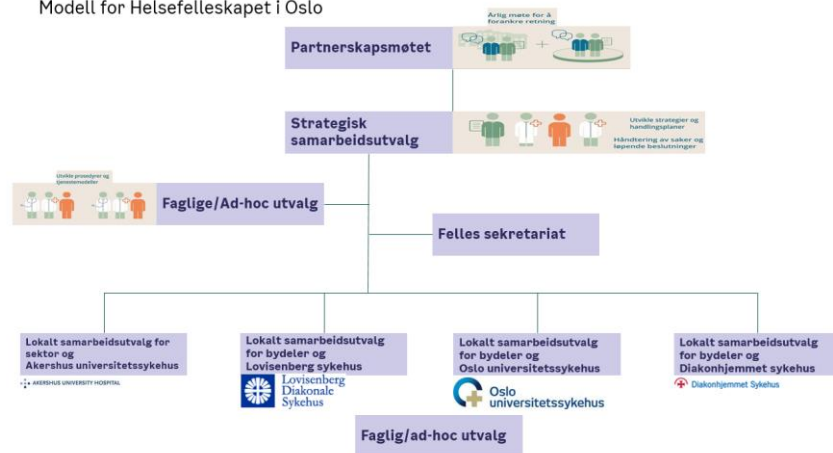 Modell for Helsefelleskapet i Oslo
Årlig møte for å
forankre retning
Partnerskapsmøtet
Strategisk
samarbeidsutvalg
Utvikle strategier og
handlingsplaner
Håndtering av saker og
løpende beslutninger
Utvikle prosedyrer og
tjenestemodeller
Faglige/Ad-hoc utvalg
Felles sekretariat
Lokalt samarbeidsutvalg for
sektor og
Akershus universitetssykehus
AKERSHUS UNIVERSITY HOSPITAL
Lokalt samarbeidsutvalg
for bydeler og
Lovisenberg sykehus
Lovisenberg
Diakonale
Sykehus
Lokalt samarbeidsutvalg
for bydeler og
Oslo universitetssykehus
Oslo
universitetssykehus
Lokalt samarbeidsutvalg
for bydeler og
Diakonhjemmet sykehus
Diakonhjemmet Sykehus
Faglig/ad-hoc utvalg